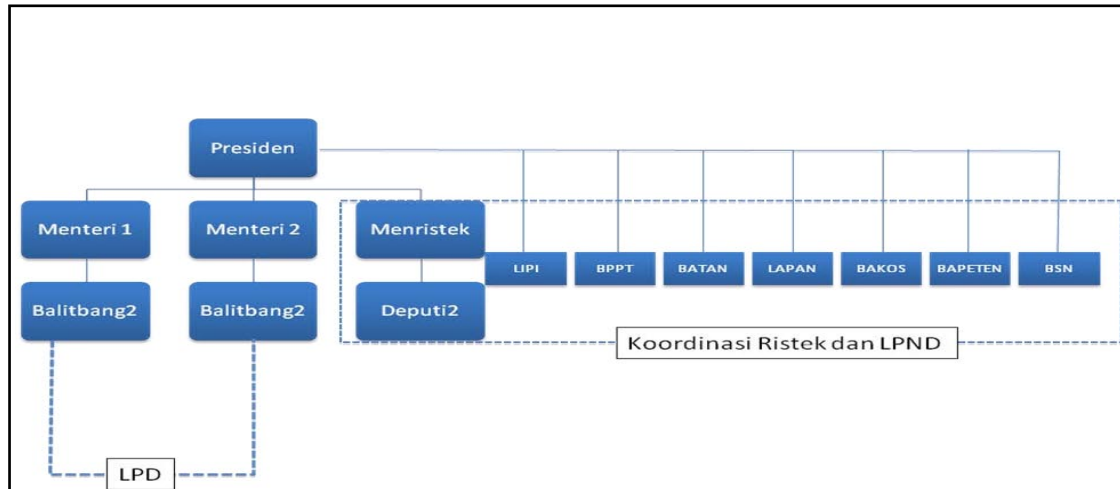 Presiden
Menteri 1
Menteri 2
Menristek
LIPI
BPPT
BATAN
LAPAN
BAKOS
BAPETEN
BSN
Balitbang2
Balitbang2
Deputi2
Koordinasi Ristek dan LPND
LPD